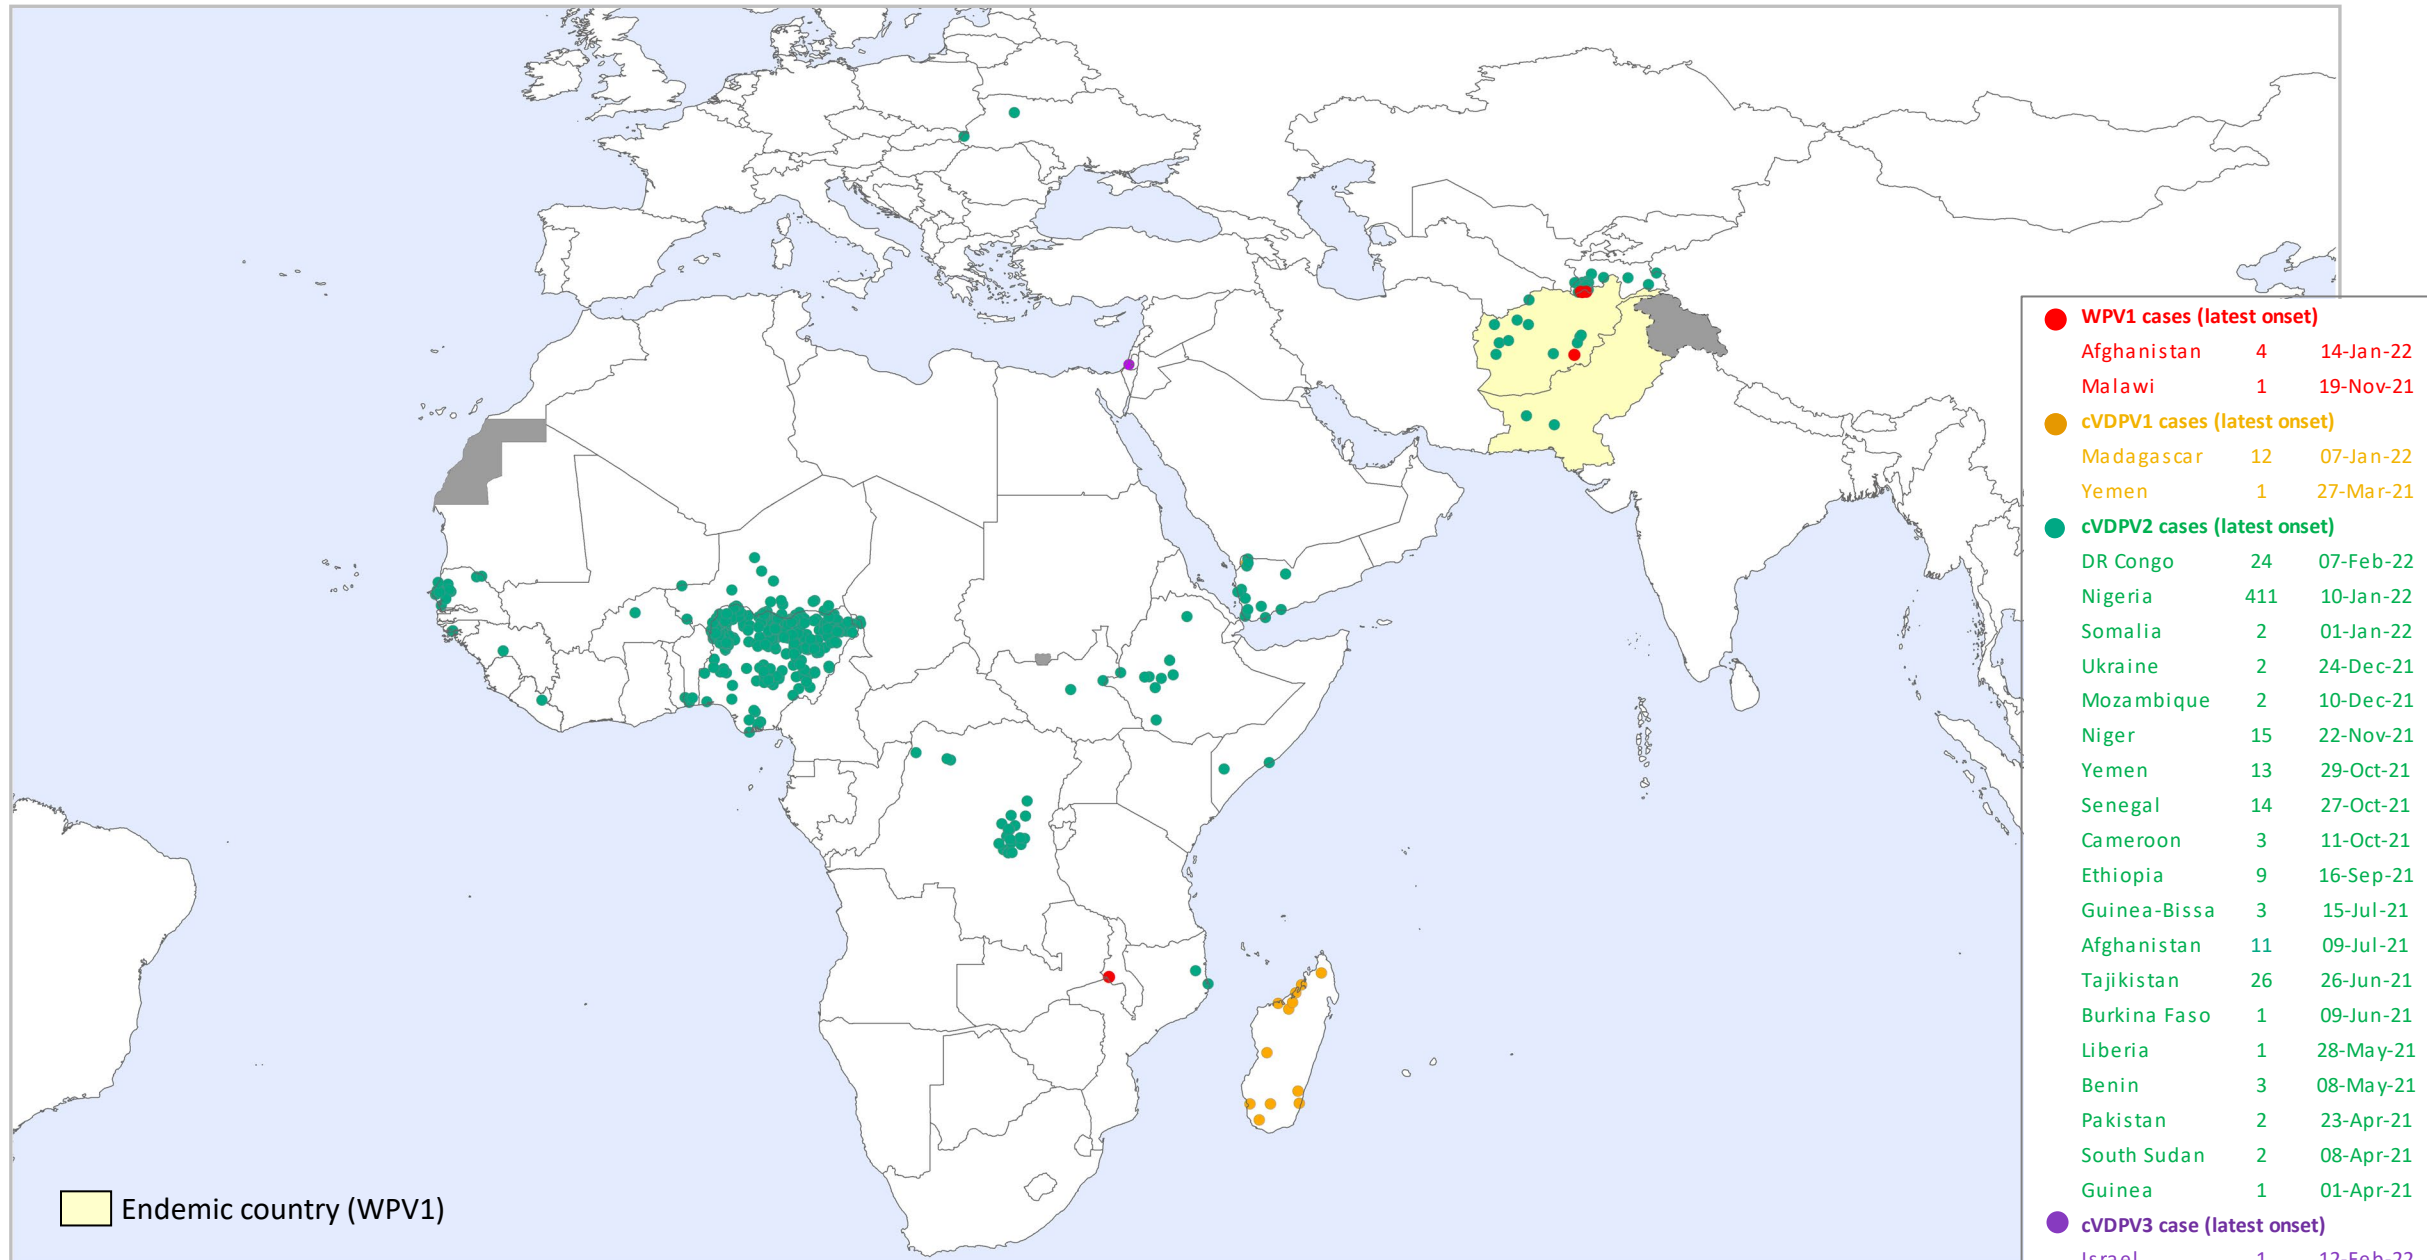 WPV1 cases (latest onset)
Afghanistan 4 14-Jan-22
Malawi 1 19-Nov-21
cVDPV1 cases (latest onset)
Madagascar 12 07-Jan-22
Yemen 1 27-Mar-21
cVDPV2 cases (latest onset)
DR Congo 24 07-Feb-22
Nigeria 411 10-Jan-22
Somalia 2 01-Jan-22
Ukraine 2 24-Dec-21
Mozambique 2 10-Dec-21
Niger 15 22-Nov-21
Yemen 13 29-Oct-21
Senegal 14 27-Oct-21
Cameroon 3 11-Oct-21
Ethiopia 9 16-Sep-21
Guinea-Bissa 3 15-Jul-21
Afghanistan 11 09-Jul-21
Tajikistan 26 26-Jun-21
Burkina Faso 1 09-Jun-21
Liberia 1 28-May-21
Benin 3 08-May-21
Pakistan 2 23-Apr-21
South Sudan 2 08-Apr-21
Guinea 1 01-Apr-21
cVDPV3 case (latest onset)
Israel 1 12-Feb-22
Endemic country (WPV1)